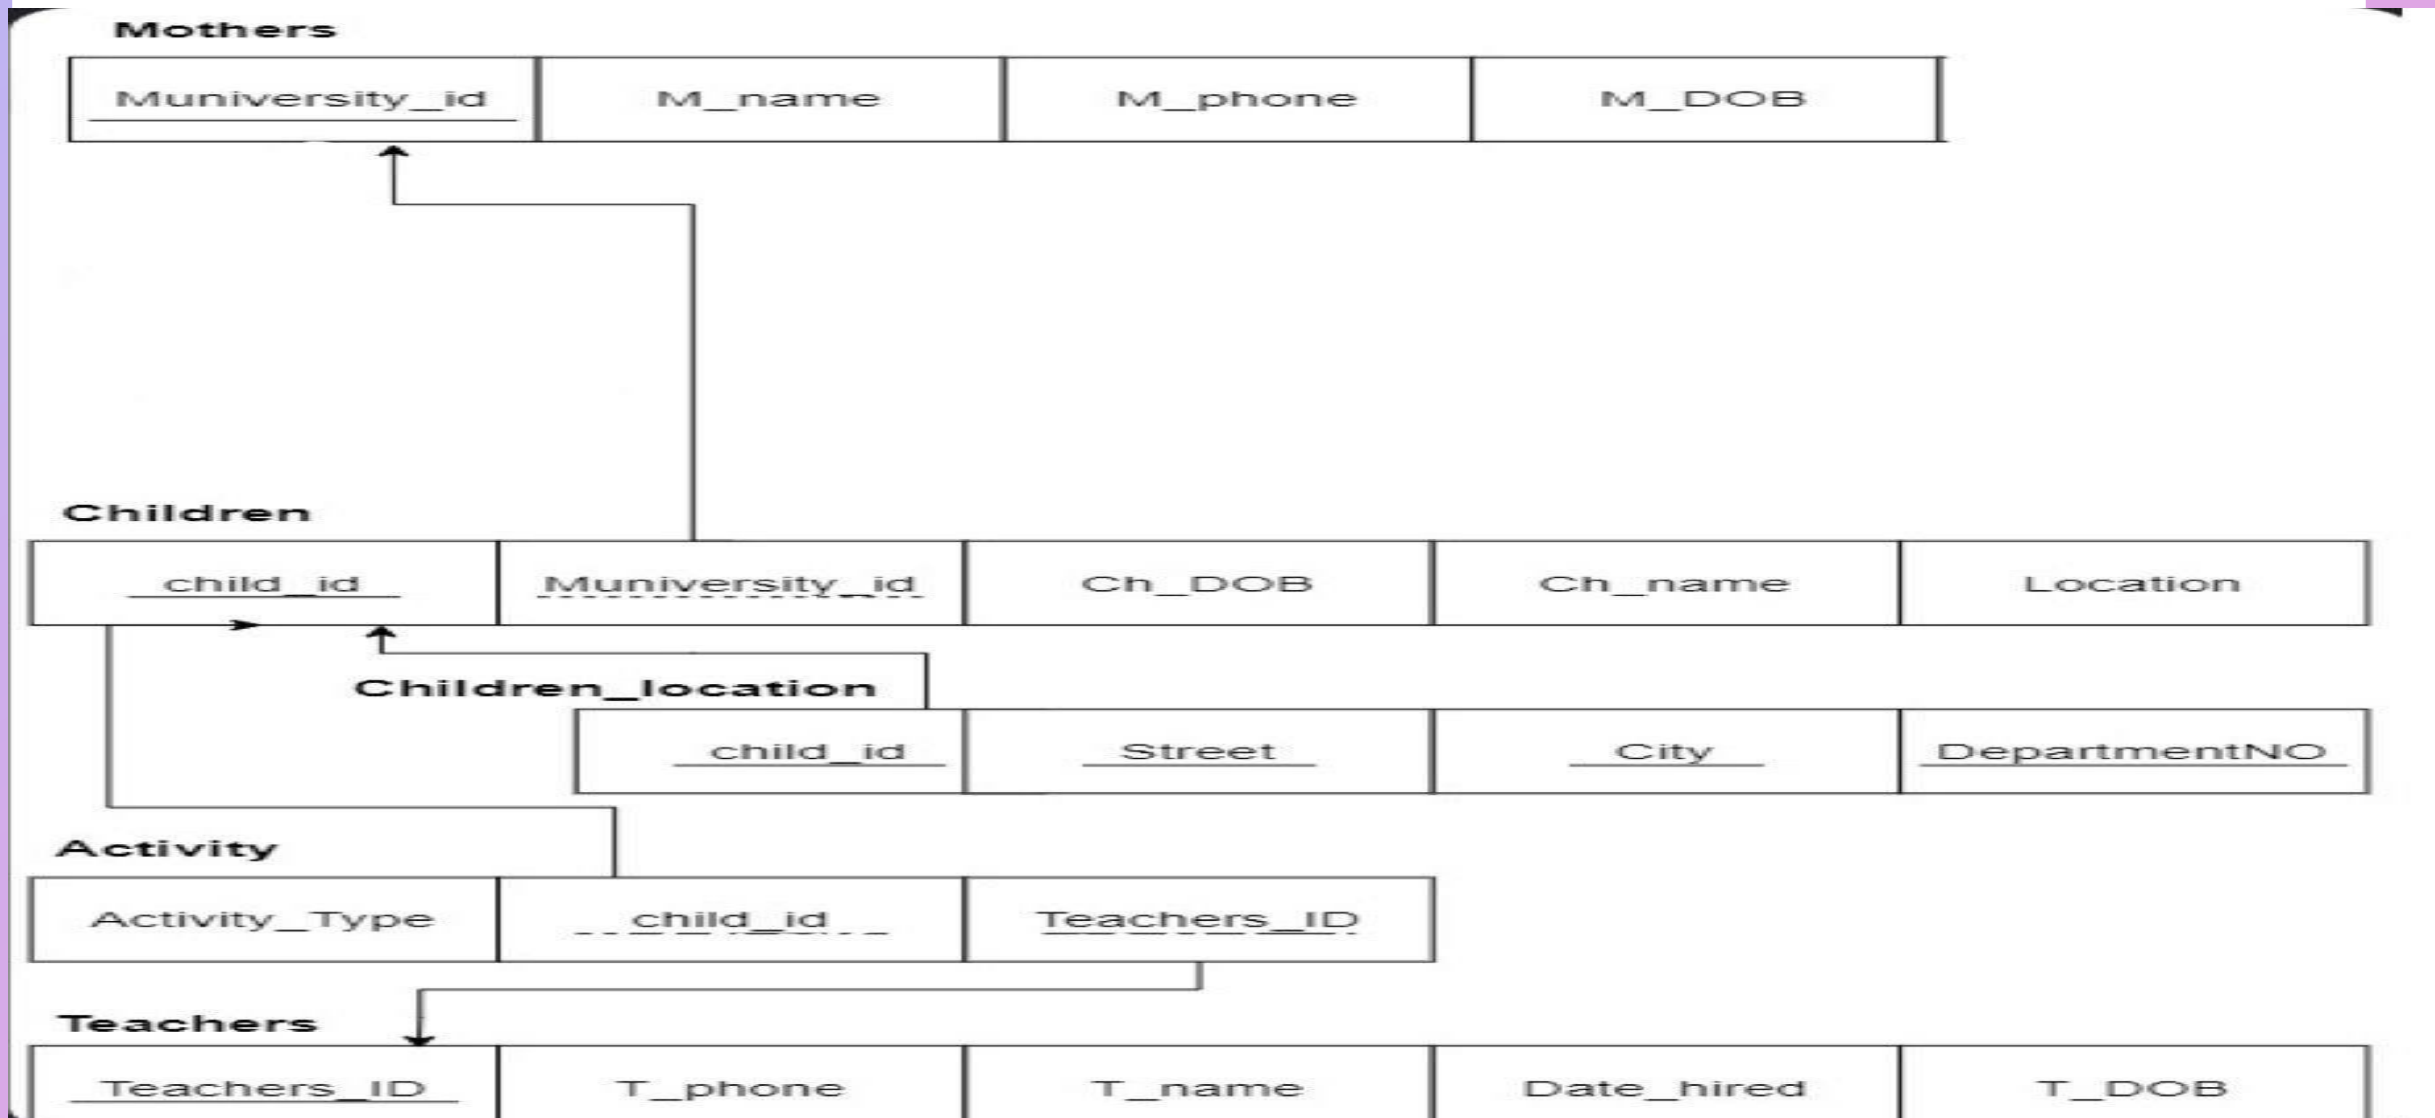 Mothers
Muniversity_id M_name M_phone M_DOB
Children
child_id Muniversity_id Ch_DOB Ch_name Location
Children_location
child_id Street City DepartmentNO
Activity
Activity_Type child_id Teachers_ID
Teachers
Teachers_ID T_phone T_name Date_hired T_DOB